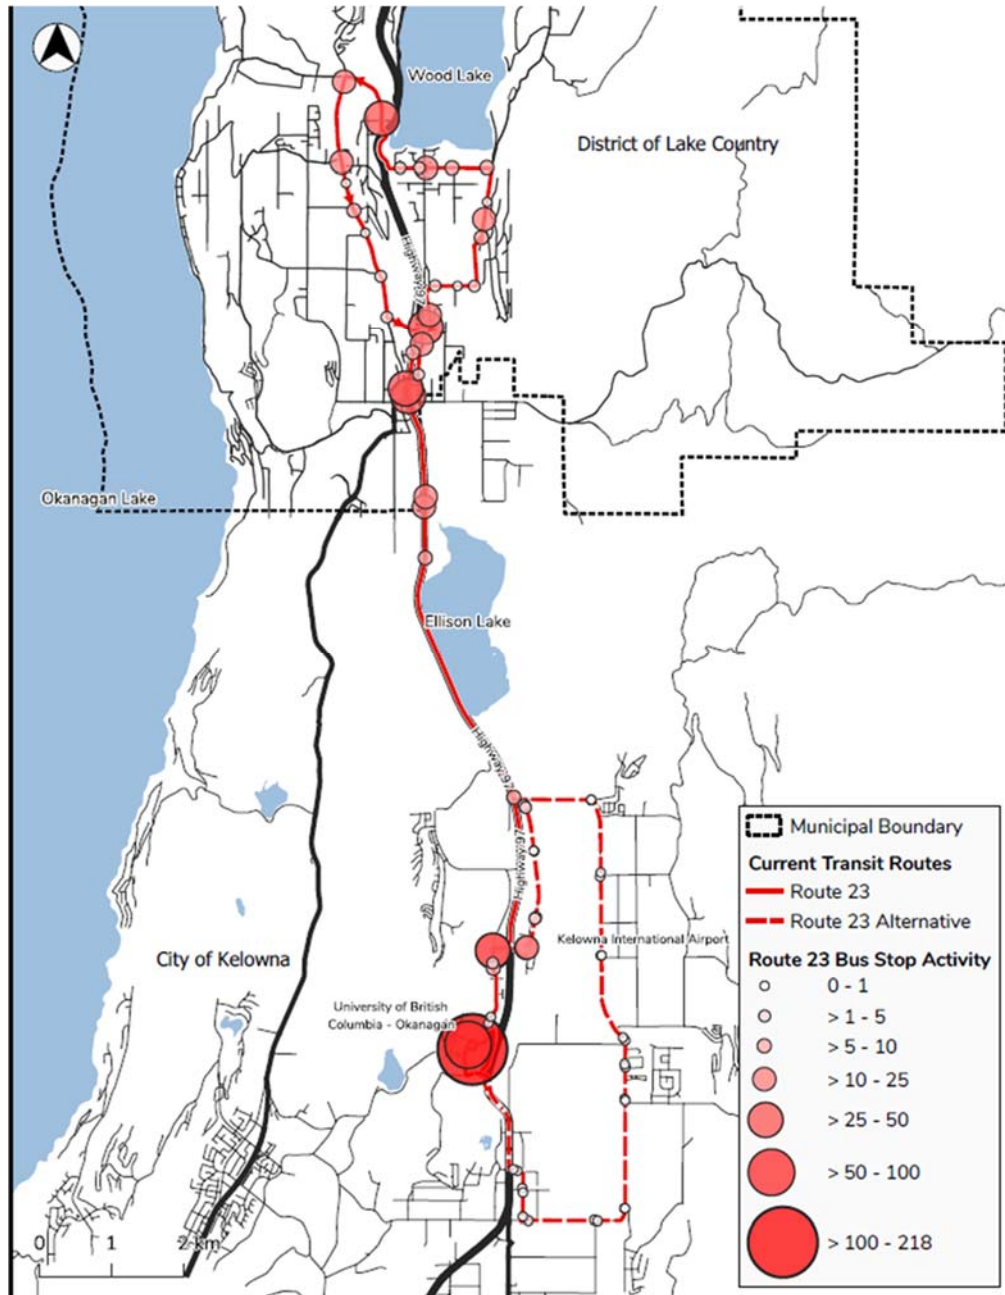 Wood Lake
District of Lake Country
Highway 97
Okanagan Lake
Ellison Lake
Highway 97
Highway 97
City of Kelowna
Kelowna International Airport
University of British
Columbia - Okanagan
0 1 2 km
Municipal Boundary
Current Transit Routes
Route 23
Route 23 Alternative
Route 23 Bus Stop Activity
0 - 1
> 1 - 5
> 5 - 10
> 10 - 25
> 25 - 50
> 50 - 100
> 100 - 218